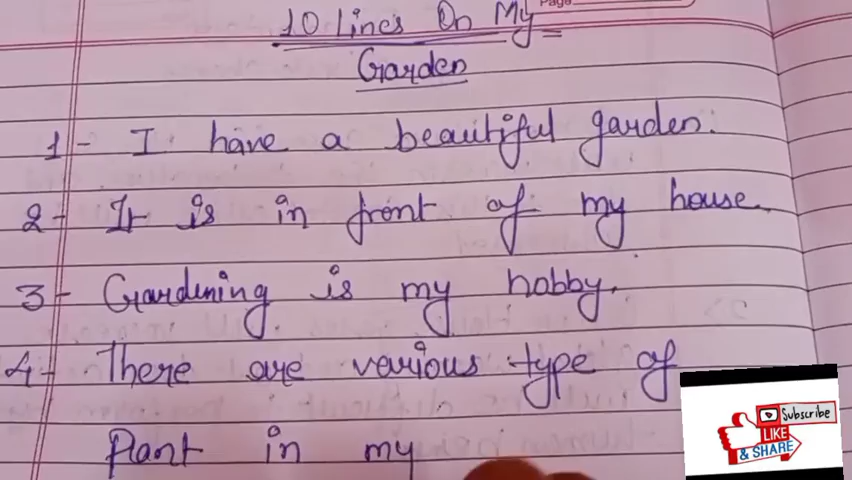 Page
10 Lines On My
Garden
1- I have a beautiful garden.
2- It is in front of my house.
3- Gardening is my hobby.
4- There are various type of
Plant in my
Subscribe
LIKE
& SHARE